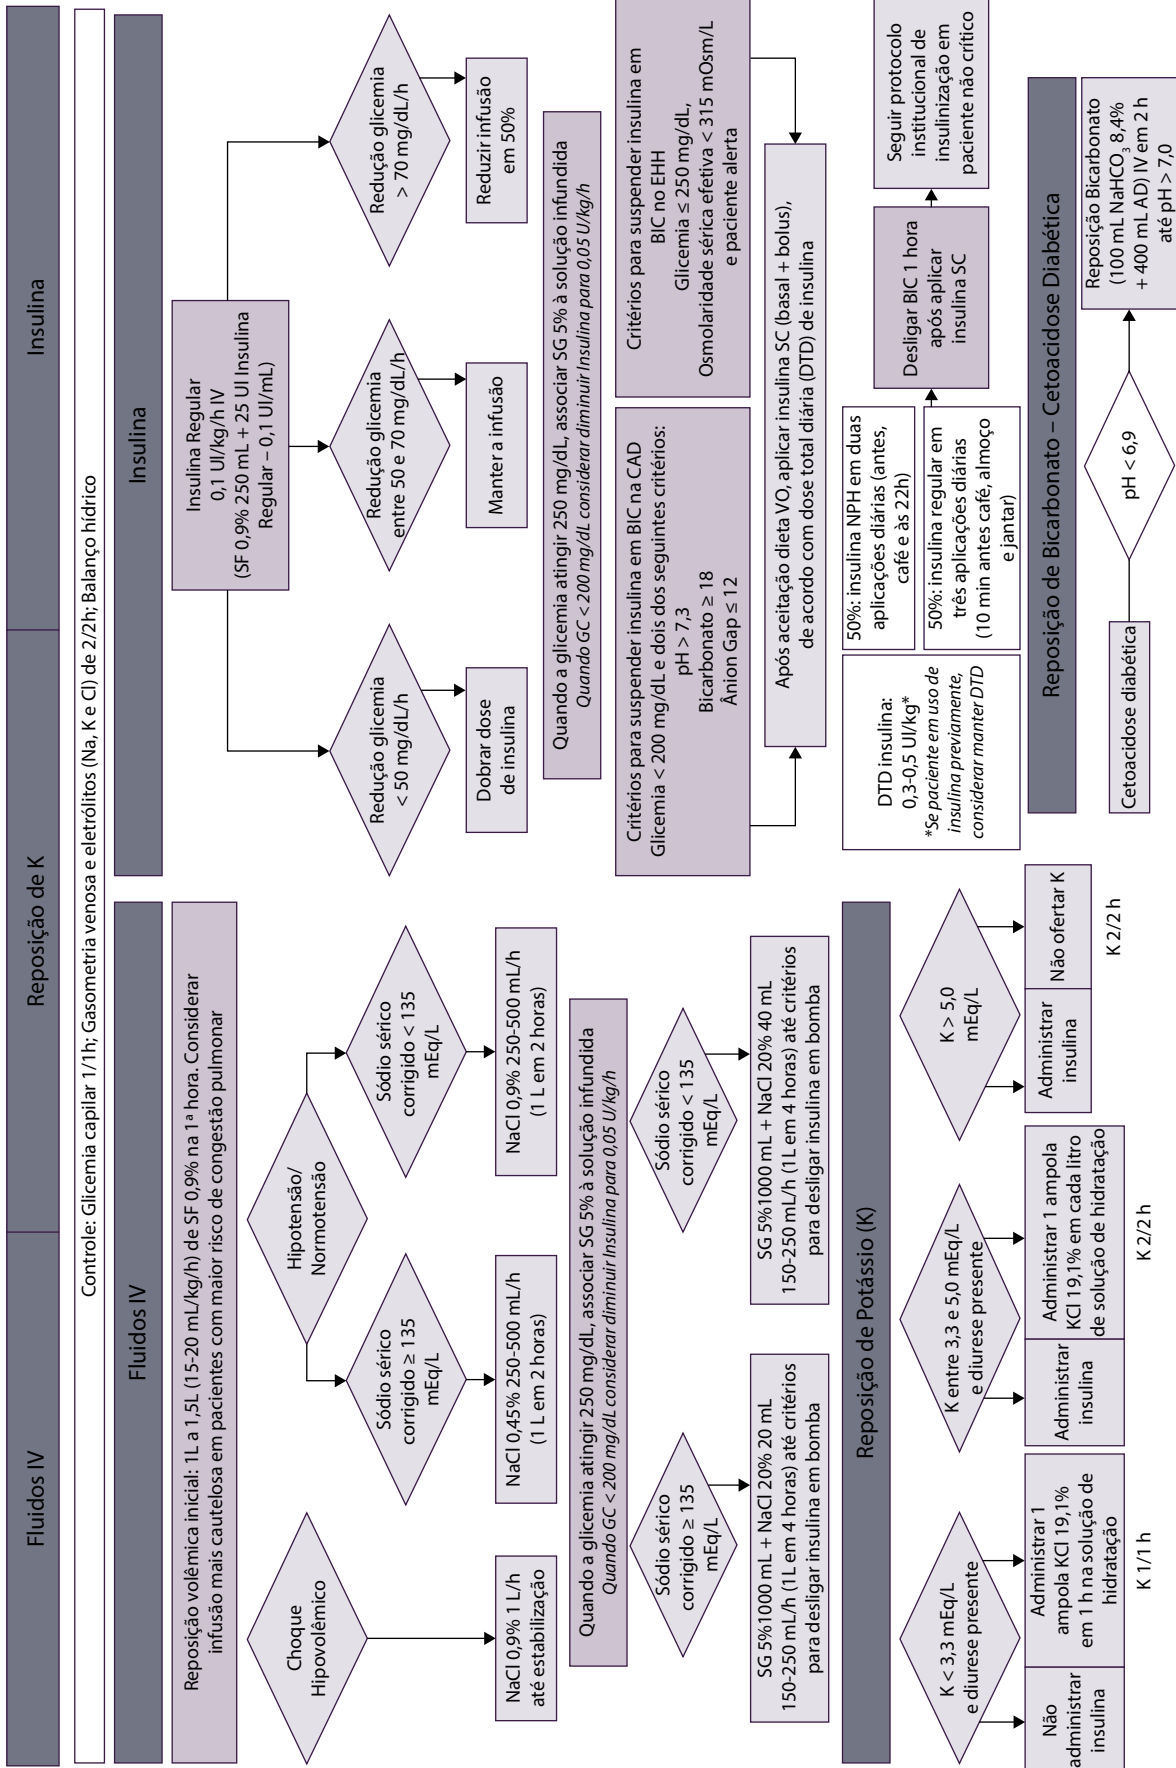 Fluidos IV
Reposição de K
Insulina
Controle: Glicemia capilar 1/1h; Gasometria venosa e eletrólitos (Na, K e Cl) de 2/2h; Balanço hídrico
Fluidos IV
Reposição volêmica inicial: 1L a 1,5L (15-20 mL/kg/h) de SF 0,9% na 1ª hora. Considerar
infusão mais cautelosa em pacientes com maior risco de congestão pulmonar
Choque
Hipovolêmico
Hipotensão/
Normotensão
Sódio sérico
corrigido ≥ 135
mEq/L
Sódio sérico
corrigido < 135
mEq/L
NaCl 0,9% 1 L/h
até estabilização
NaCl 0,45% 250-500 mL/h
(1 L em 2 horas)
NaCl 0,9% 250-500 mL/h
(1 L em 2 horas)
Quando a glicemia atingir 250 mg/dL, associar SG 5% à solução infundida
Quando GC < 200 mg/dL considerar diminuir Insulina para 0,05 U/kg/h
Sódio sérico
corrigido ≥ 135
mEq/L
Sódio sérico
corrigido < 135
mEq/L
SG 5%1000 mL + NaCl 20% 20 mL
150-250 mL/h (1L em 4 horas) até critérios
para desligar insulina em bomba
SG 5%1000 mL + NaCl 20% 40 mL
150-250 mL/h (1L em 4 horas) até critérios
para desligar insulina em bomba
Reposição de Potássio (K)
K < 3,3 mEq/L
e diurese presente
K entre 3,3 e 5,0 mEq/L
e diurese presente
K > 5,0
mEq/L
Não
administrar
insulina
Administrar 1
ampola KCl 19,1%
em 1 h na solução de
hidratação
K 1/1 h
Administrar
insulina
Administrar 1 ampola
KCl 19,1% em cada litro
de solução de hidratação
K 2/2 h
Administrar
insulina
Não ofertar K
K 2/2 h
Insulina
Insulina Regular
0,1 UI/kg/h IV
(SF 0,9% 250 mL + 25 UI Insulina
Regular – 0,1 UI/mL)
Redução glicemia
< 50 mg/dL/h
Redução glicemia
entre 50 e 70 mg/dL/h
Redução glicemia
> 70 mg/dL/h
Dobrar dose
de insulina
Manter a infusão
Reduzir infusão
em 50%
Quando a glicemia atingir 250 mg/dL, associar SG 5% à solução infundida
Quando GC < 200 mg/dL considerar diminuir Insulina para 0,05 U/kg/h
Critérios para suspender insulina em BIC na CAD
Glicemia < 200 mg/dL e dois dos seguintes critérios:
pH > 7,3
Bicarbonato ≥ 18
Ânion Gap ≤ 12
Critérios para suspender insulina em
BIC no EHH
Glicemia ≤ 250 mg/dL,
Osmolaridade sérica efetiva < 315 mOsm/L
e paciente alerta
Após aceitação dieta VO, aplicar insulina SC (basal + bolus),
de acordo com dose total diária (DTD) de insulina
DTD insulina:
0,3-0,5 UI/kg*
*Se paciente em uso de
insulina previamente,
considerar manter DTD
50%: insulina NPH em duas
aplicações diárias (antes,
café e às 22h)
50%: insulina regular em
três aplicações diárias
(10 min antes café, almoço
e jantar)
Desligar BIC 1 hora
após aplicar
insulina SC
Seguir protocolo
institucional de
insulinização em
paciente não crítico
Reposição de Bicarbonato – Cetoacidose Diabética
Cetoacidose diabética
pH < 6,9
Reposição Bicarbonato
(100 mL NaHCO₃ 8,4%
+ 400 mL AD) IV em 2 h
até pH > 7,0